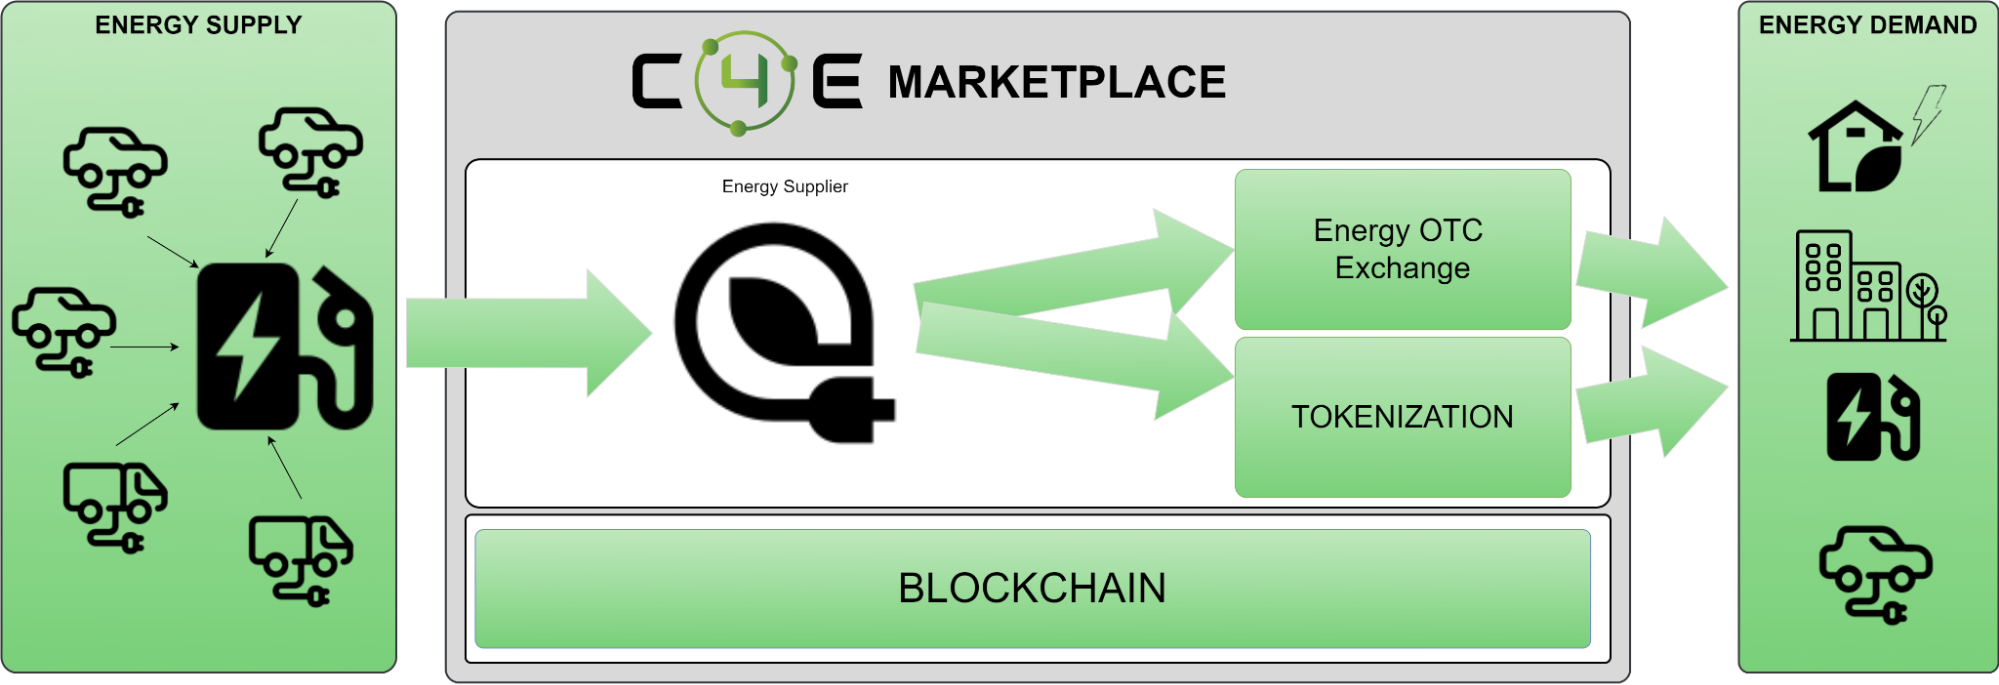 ENERGY SUPPLY
C4E MARKETPLACE
ENERGY DEMAND
Energy Supplier
Energy OTC
Exchange
TOKENIZATION
BLOCKCHAIN